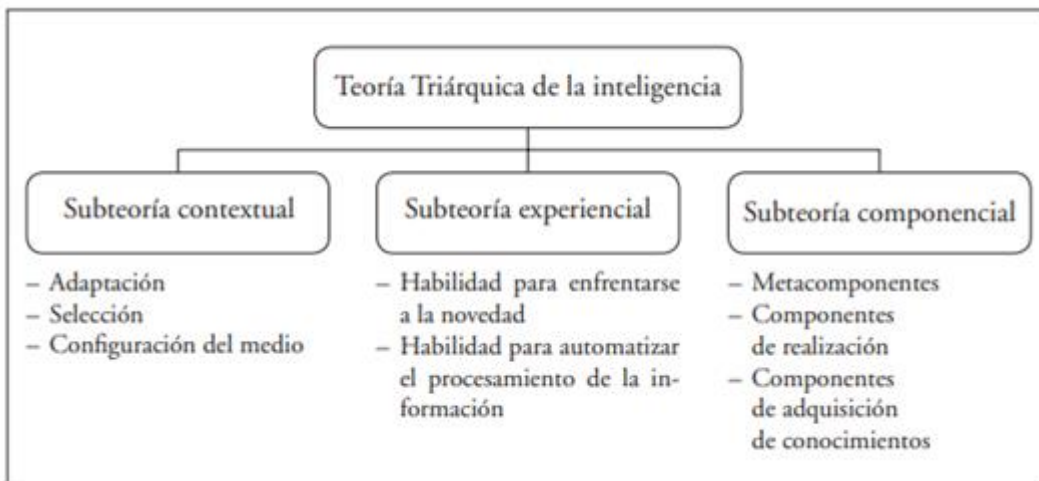 Teoría Triárquica de la inteligencia
Subteoría contextual
– Adaptación
– Selección
– Configuración del medio
Subteoría experiencial
– Habilidad para enfrentarse
a la novedad
– Habilidad para automatizar
el procesamiento de la in-
formación
Subteoría componencial
– Metacomponentes
– Componentes
de realización
– Componentes
de adquisición
de conocimientos